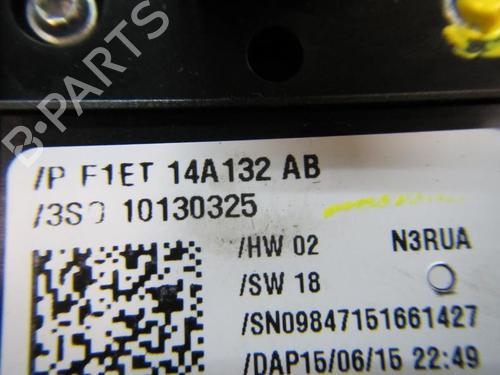 /P F1ET 14A132 AB
/3S0 10130325
/HW 02 N3RUA
/SW 18
/SN09847151661427
/DAP15/06/15 22:49
B-PARTS